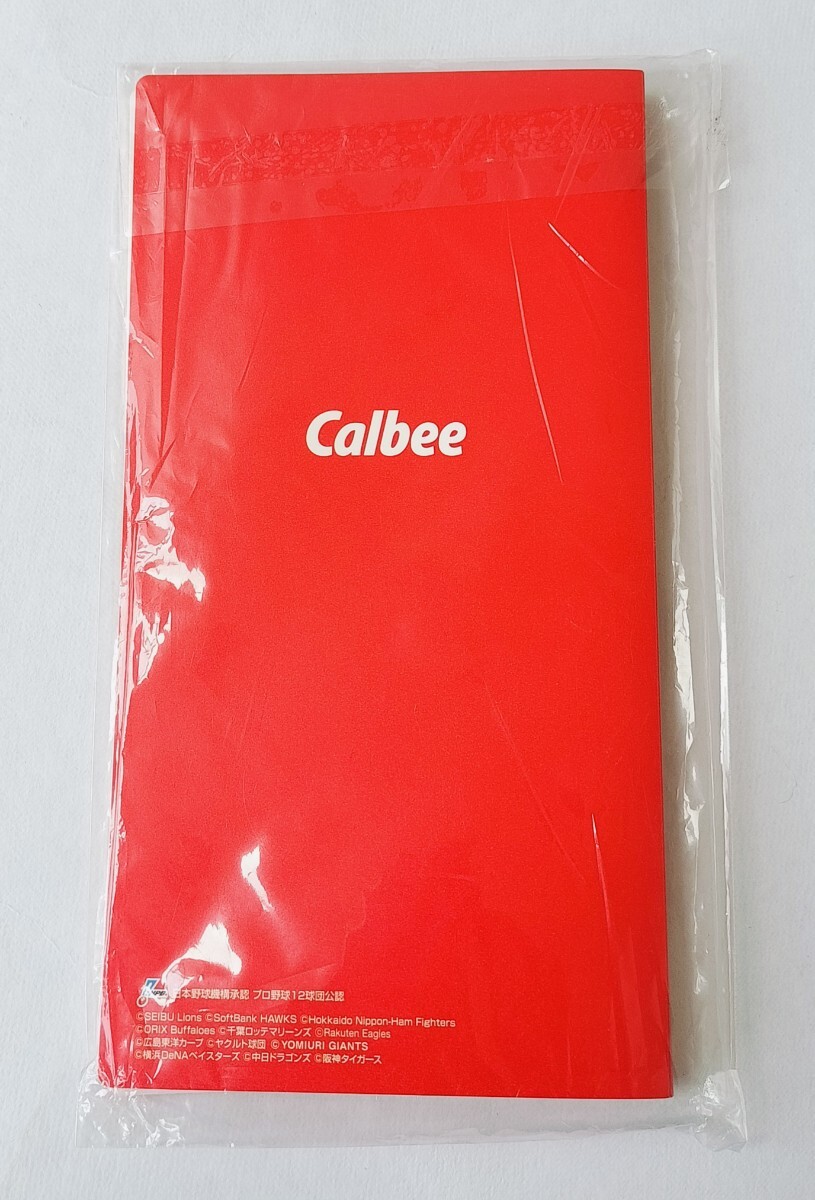 Calbee
日本野球機構承認 プロ野球12球団公認
©SEIBU Lions ©SoftBank HAWKS ©Hokkaido Nippon-Ham Fighters
©ORIX Buffaloes ©千葉ロッテマリーンズ ©Rakuten Eagles
©広島東洋カープ ©ヤクルト球団 ©YOMIURI GIANTS
©横浜DeNAベイスターズ ©中日ドラゴンズ ©阪神タイガース